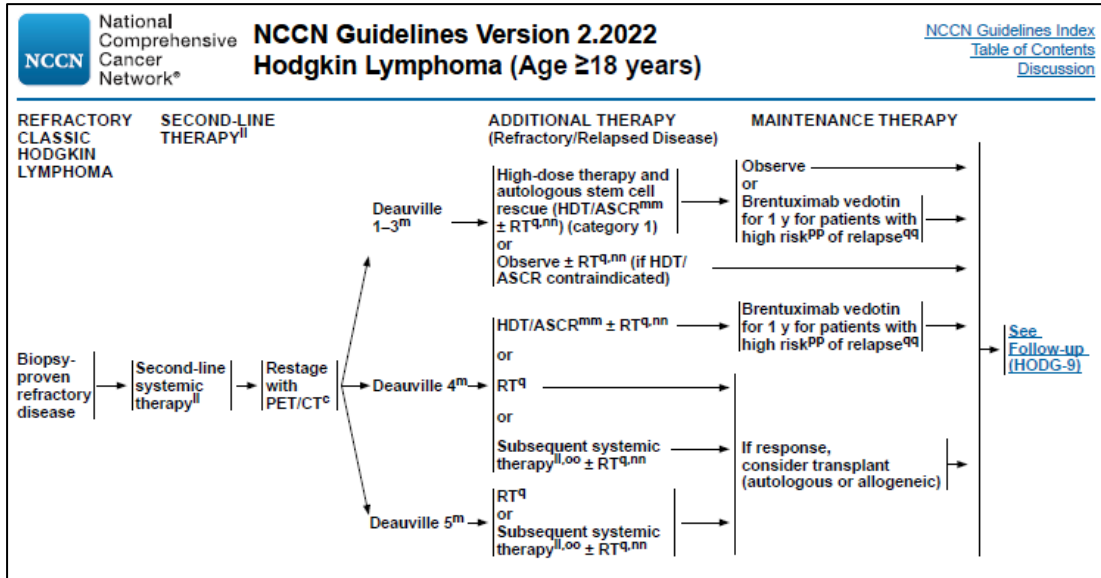 National
Comprehensive
Cancer
Network®
NCCN
NCCN Guidelines Version 2.2022
Hodgkin Lymphoma (Age ≥18 years)
NCCN Guidelines Index
Table of Contents
Discussion
REFRACTORY
CLASSIC
HODGKIN
LYMPHOMA
SECOND-LINE
THERAPYll
ADDITIONAL THERAPY
(Refractory/Relapsed Disease)
MAINTENANCE THERAPY
Biopsy-
proven
refractory
disease
Second-line
systemic
therapyll
Restage
with
PET/CTc
Deauville
1–3m
High-dose therapy and
autologous stem cell
rescue (HDT/ASCRmm
± RTq,nn) (category 1)
or
Observe ± RTq,nn (if HDT/
ASCR contraindicated)
Observe
or
Brentuximab vedotin
for 1 y for patients with
high riskpp of relapseqq
Deauville 4m
HDT/ASCRmm ± RTq,nn
or
RTq
or
Subsequent systemic
therapyll,oo ± RTq,nn
Brentuximab vedotin
for 1 y for patients with
high riskpp of relapseqq
Deauville 5m
RTq
or
Subsequent systemic
therapyll,oo ± RTq,nn
If response,
consider transplant
(autologous or allogeneic)
See
Follow-up
(HODG-9)